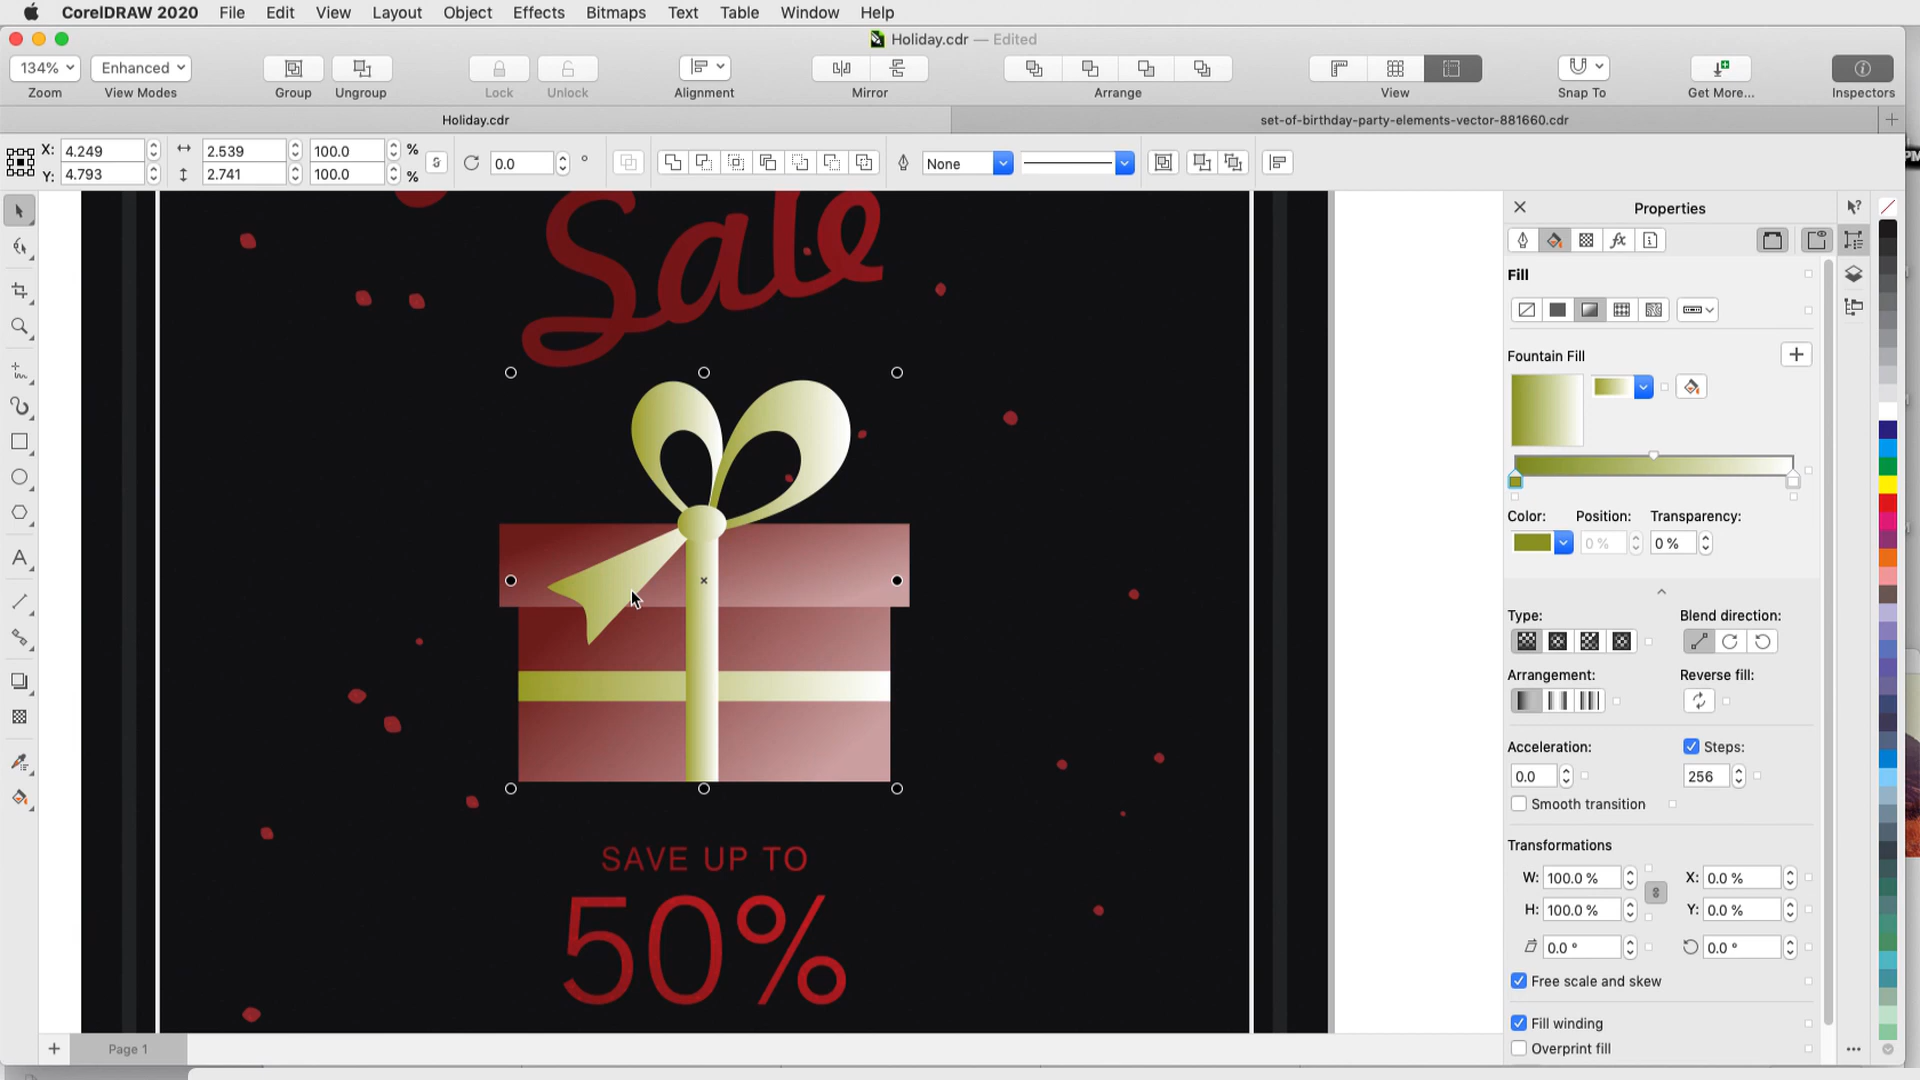 CorelDRAW 2020 File Edit View Layout Object Effects Bitmaps Text Table Window Help
Holiday.cdr — Edited
134% Enhanced
Zoom View Modes Group Ungroup Lock Unlock Alignment Mirror Arrange View Snap To Get More... Inspectors
Holiday.cdr set-of-birthday-party-elements-vector-881660.cdr
X: 4.249 2.539 100.0 % 0.0 ° None
Y: 4.793 2.741 100.0 %
Properties
Fill
Fountain Fill
Color: Position: Transparency:
0 % 0 %
Type: Blend direction:
Arrangement: Reverse fill:
Acceleration: Steps:
0.0 256
Smooth transition
Transformations
W: 100.0 % X: 0.0 %
H: 100.0 % Y: 0.0 %
0.0 ° 0.0 °
Free scale and skew
Fill winding
Overprint fill
Sale
SAVE UP TO
50%
Page 1